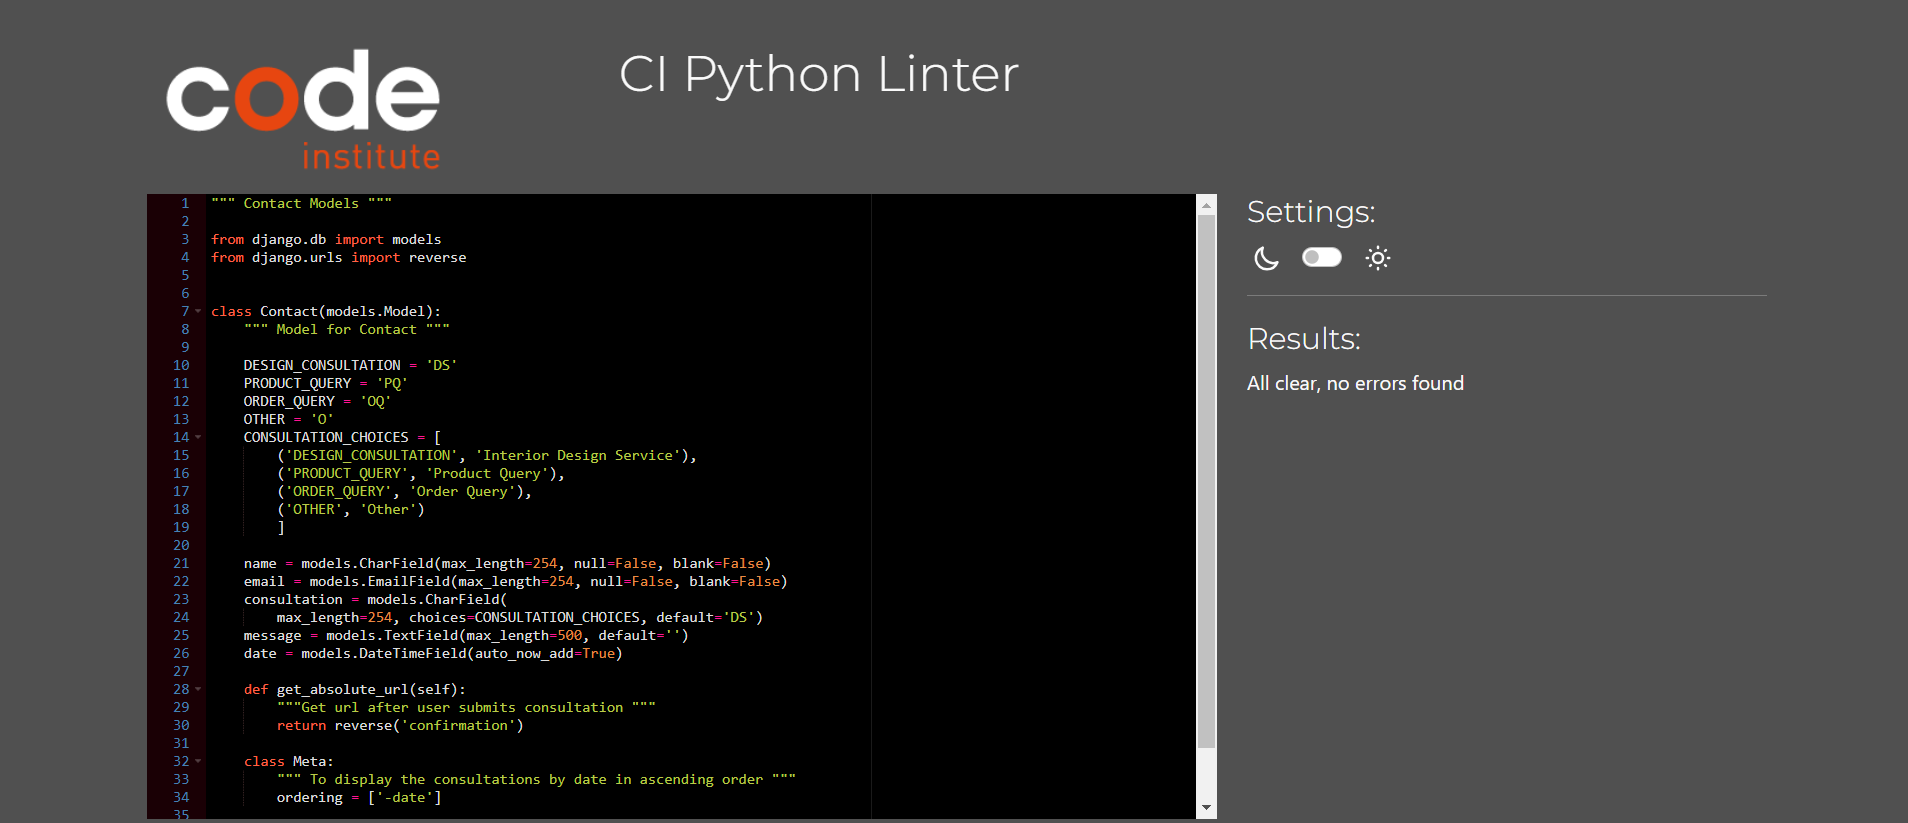 code
institute
CI Python Linter
1 """ Contact Models """
2
3 from django.db import models
4 from django.urls import reverse
5
6
7 class Contact(models.Model):
8     """ Model for Contact """
9
10     DESIGN_CONSULTATION = 'DS'
11     PRODUCT_QUERY = 'PQ'
12     ORDER_QUERY = 'OQ'
13     OTHER = 'O'
14     CONSULTATION_CHOICES = [
15         ('DESIGN_CONSULTATION', 'Interior Design Service'),
16         ('PRODUCT_QUERY', 'Product Query'),
17         ('ORDER_QUERY', 'Order Query'),
18         ('OTHER', 'Other')
19         ]
20
21     name = models.CharField(max_length=254, null=False, blank=False)
22     email = models.EmailField(max_length=254, null=False, blank=False)
23     consultation = models.CharField(
24         max_length=254, choices=CONSULTATION_CHOICES, default='DS')
25     message = models.TextField(max_length=500, default='')
26     date = models.DateTimeField(auto_now_add=True)
27
28     def get_absolute_url(self):
29         """Get url after user submits consultation """
30         return reverse('confirmation')
31
32     class Meta:
33         """ To display the consultations by date in ascending order """
34         ordering = ['-date']
35
Settings:
Results:
All clear, no errors found